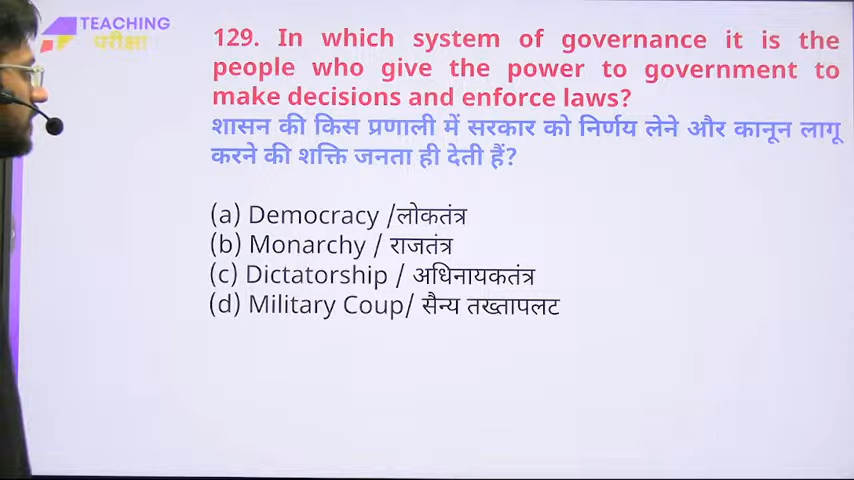 TEACHING
परीक्षा
129. In which system of governance it is the
people who give the power to government to
make decisions and enforce laws?
शासन की किस प्रणाली में सरकार को निर्णय लेने और कानून लागू
करने की शक्ति जनता ही देती हैं?
(a) Democracy /लोकतंत्र
(b) Monarchy / राजतंत्र
(c) Dictatorship / अधिनायकतंत्र
(d) Military Coup/ सैन्य तख्तापलट